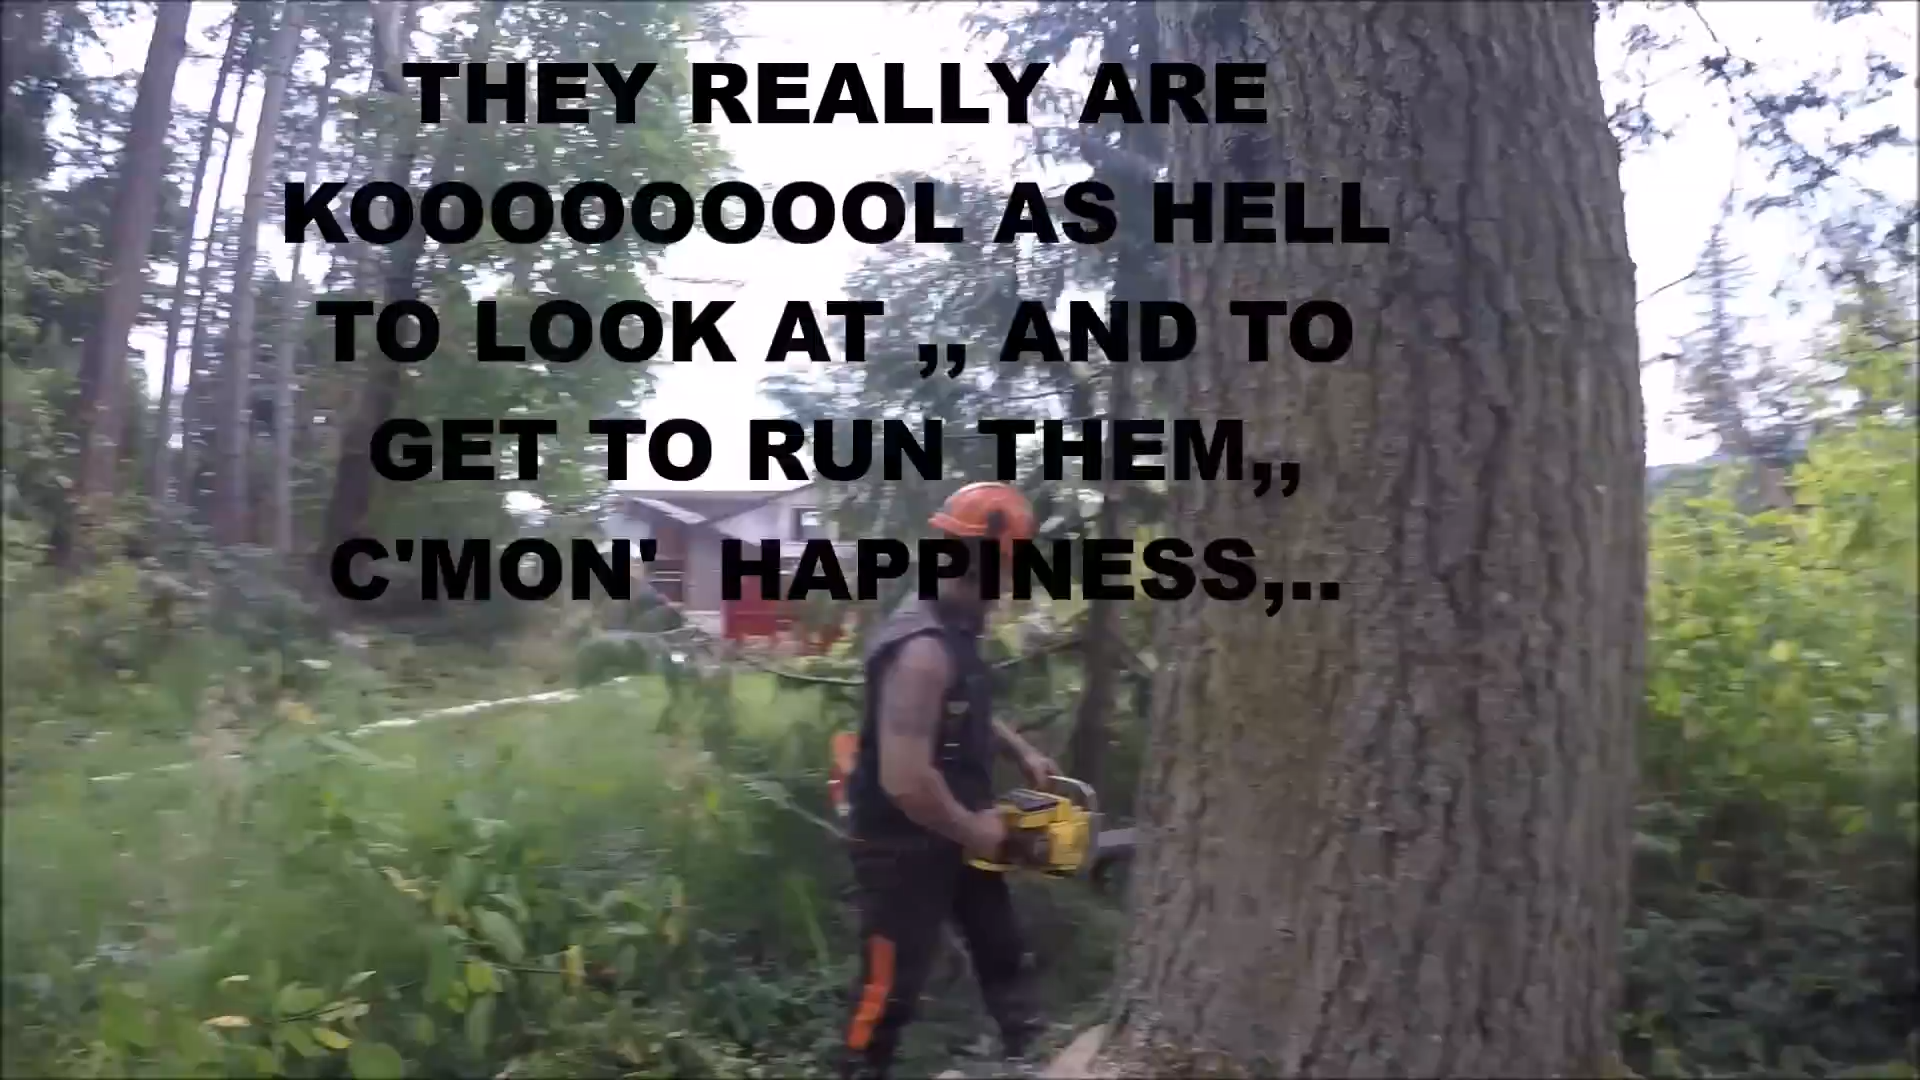 THEY REALLY ARE
KOOOOOOOOL AS HELL
TO LOOK AT ,, AND TO
GET TO RUN THEM,,
C'MON' HAPPINESS,..